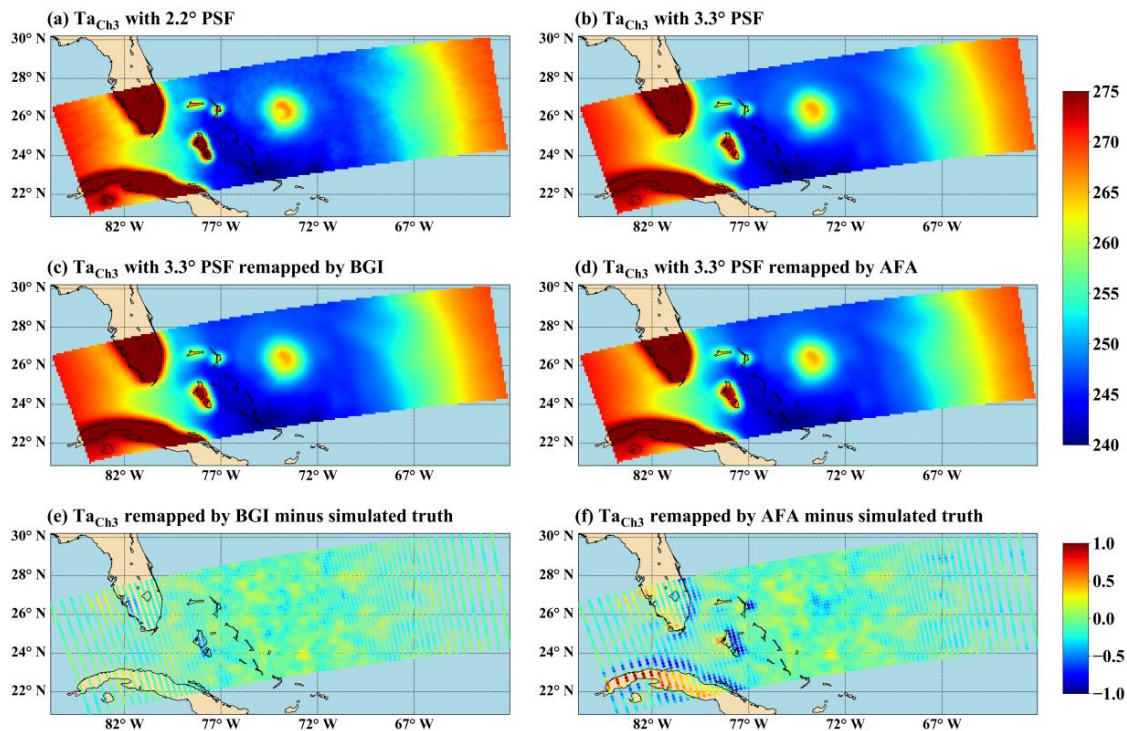 (a) Ta_Ch3 with 2.2° PSF
(b) Ta_Ch3 with 3.3° PSF
30° N
28° N
26° N
24° N
22° N
82° W 77° W 72° W 67° W
30° N
28° N
26° N
24° N
22° N
82° W 77° W 72° W 67° W
(c) Ta_Ch3 with 3.3° PSF remapped by BGI
(d) Ta_Ch3 with 3.3° PSF remapped by AFA
30° N
28° N
26° N
24° N
22° N
82° W 77° W 72° W 67° W
30° N
28° N
26° N
24° N
22° N
82° W 77° W 72° W 67° W
275
270
265
260
255
250
245
240
(e) Ta_Ch3 remapped by BGI minus simulated truth
(f) Ta_Ch3 remapped by AFA minus simulated truth
30° N
28° N
26° N
24° N
22° N
82° W 77° W 72° W 67° W
30° N
28° N
26° N
24° N
22° N
82° W 77° W 72° W 67° W
1.0
0.5
0.0
−0.5
−1.0